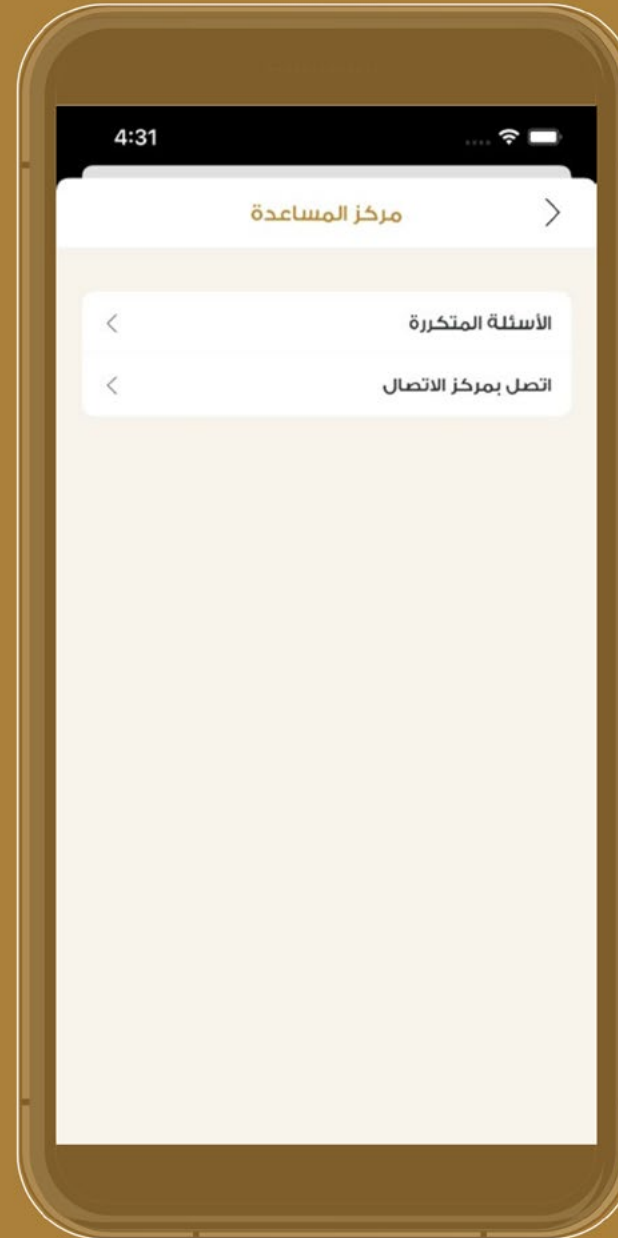 4:31
مركز المساعدة
الأسئلة المتكررة
اتصل بمركز الاتصال